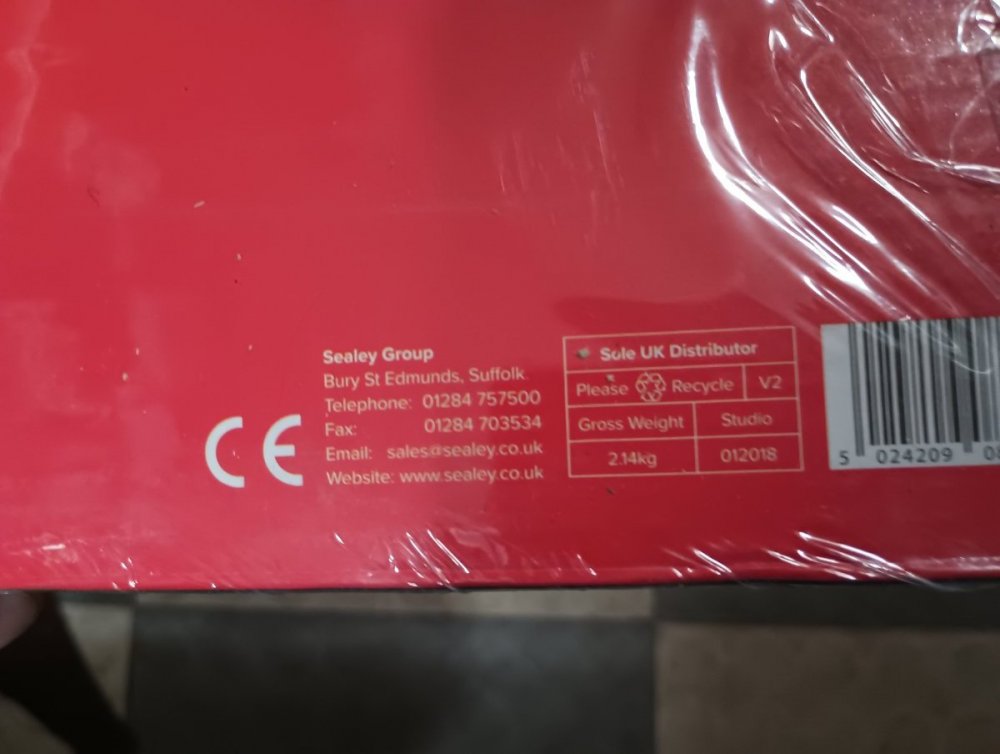 CE
Sealey Group
Bury St Edmunds, Suffolk
Telephone: 01284 757500
Fax: 01284 703534
Email: sales@sealey.co.uk
Website: www.sealey.co.uk
Sole UK Distributor
Please Recycle V2
Gross Weight Studio
2.14kg 012018
5 024209 0